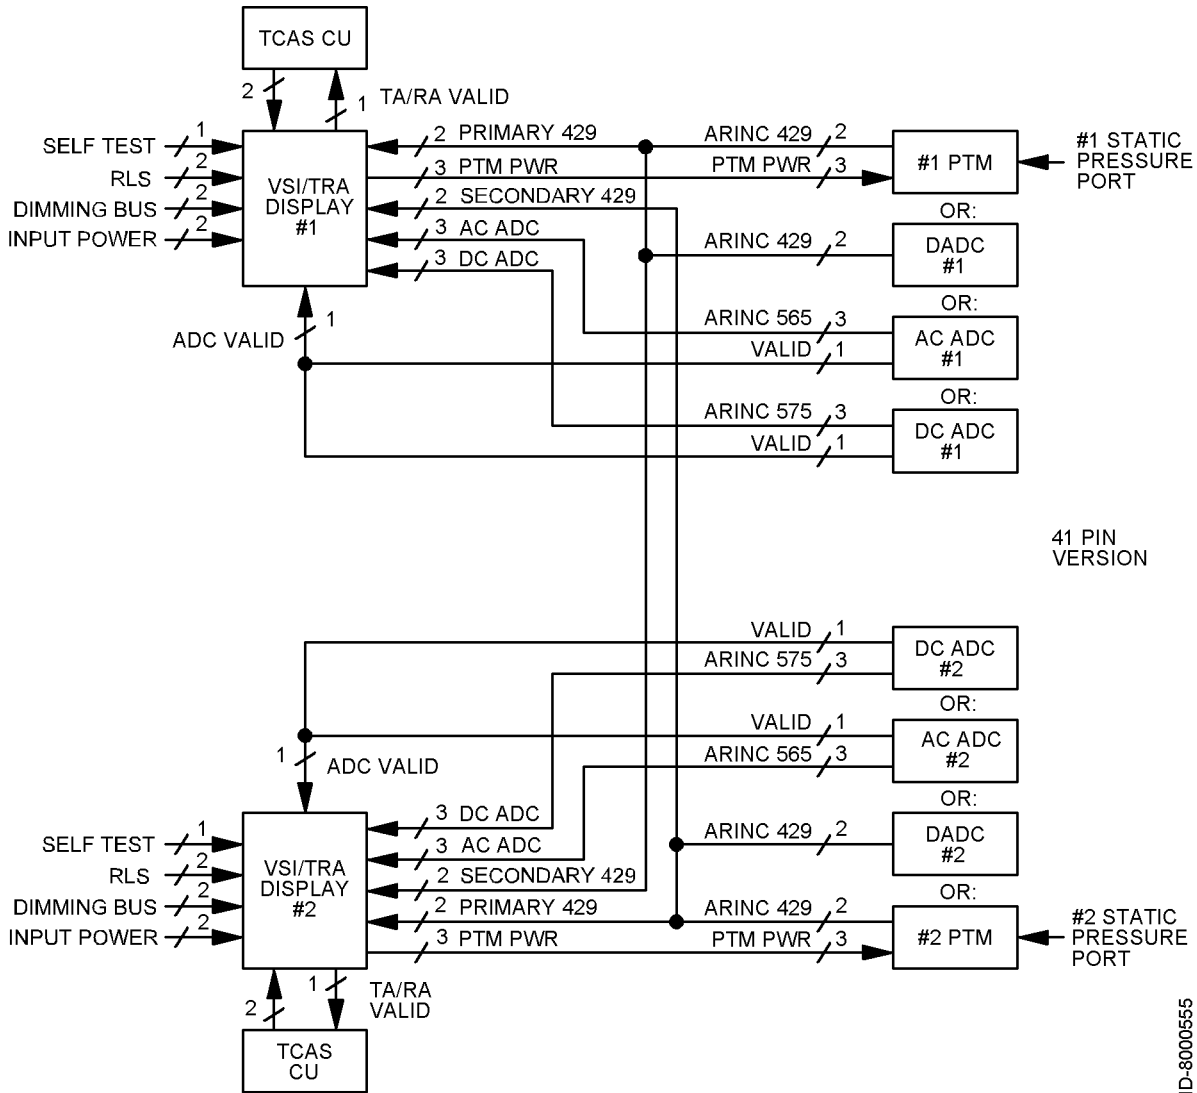 TCAS CU
2
1
TA/RA VALID
SELF TEST 1
RLS 2
DIMMING BUS 2
INPUT POWER 2
VSI/TRA
DISPLAY
#1
2 PRIMARY 429
3 PTM PWR
2 SECONDARY 429
3 AC ADC
3 DC ADC
ADC VALID
1
ARINC 429 2
PTM PWR 3
#1 PTM
#1 STATIC
PRESSURE
PORT
OR:
ARINC 429 2
DADC
#1
OR:
ARINC 565 3
VALID 1
AC ADC
#1
OR:
ARINC 575 3
VALID 1
DC ADC
#1
41 PIN
VERSION
VALID 1
ARINC 575 3
DC ADC
#2
OR:
VALID 1
ARINC 565 3
AC ADC
#2
OR:
ARINC 429 2
DADC
#2
OR:
ARINC 429 2
PTM PWR 3
#2 PTM
#2 STATIC
PRESSURE
PORT
1
ADC VALID
SELF TEST 1
RLS 2
DIMMING BUS 2
INPUT POWER 2
VSI/TRA
DISPLAY
#2
3 DC ADC
3 AC ADC
2 SECONDARY 429
2 PRIMARY 429
3 PTM PWR
2
1
TA/RA
VALID
TCAS
CU
ID-8000555